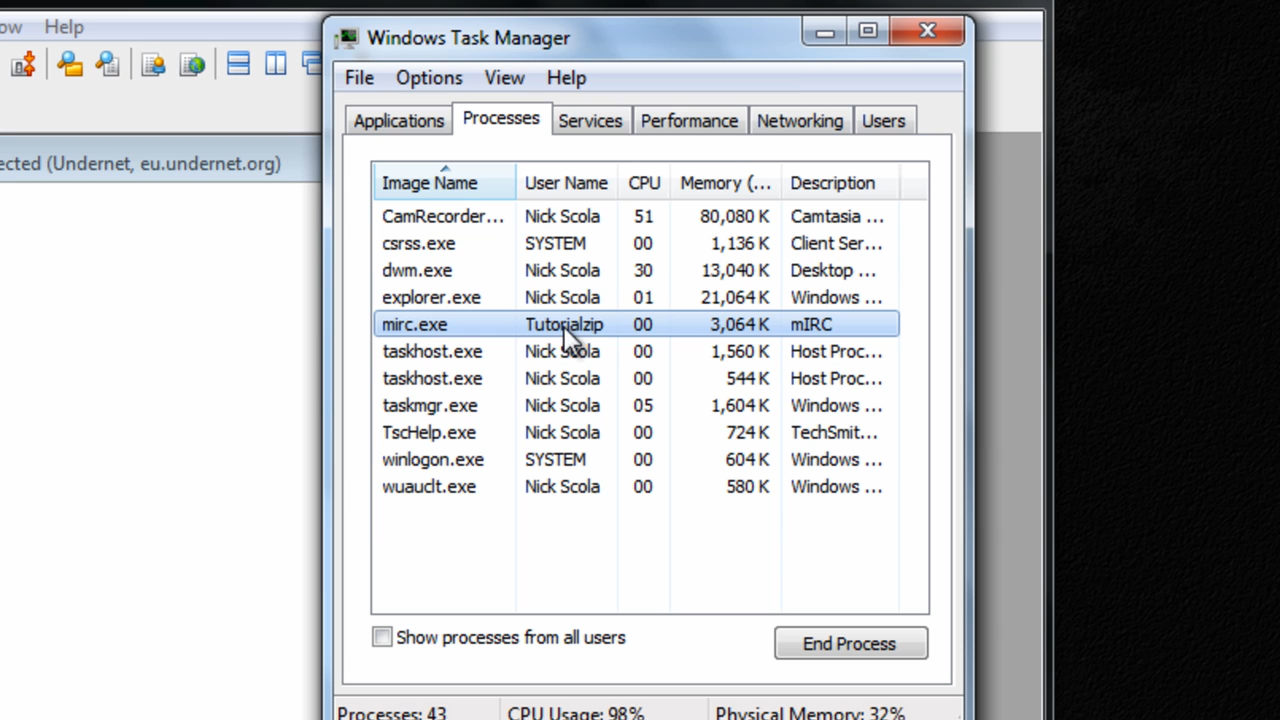 ow Help
ected (Undernet, eu.undernet.org)
Windows Task Manager
File Options View Help
Applications Processes Services Performance Networking Users
Image Name User Name CPU Memory (... Description
CamRecorder... Nick Scola 51 80,080 K Camtasia ...
csrss.exe SYSTEM 00 1,136 K Client Ser...
dwm.exe Nick Scola 30 13,040 K Desktop ...
explorer.exe Nick Scola 01 21,064 K Windows ...
mirc.exe Tutorialzip 00 3,064 K mIRC
taskhost.exe Nick Scola 00 1,560 K Host Proc...
taskhost.exe Nick Scola 00 544 K Host Proc...
taskmgr.exe Nick Scola 05 1,604 K Windows ...
TscHelp.exe Nick Scola 00 724 K TechSmit...
winlogon.exe SYSTEM 00 604 K Windows ...
wuauclt.exe Nick Scola 00 580 K Windows ...
Show processes from all users
End Process
Processes: 43 CPU Usage: 98% Physical Memory: 32%